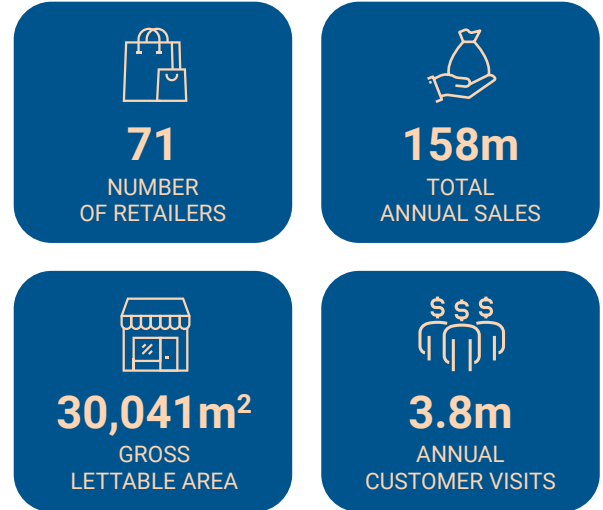 71
NUMBER
OF RETAILERS
158m
TOTAL
ANNUAL SALES
30,041m²
GROSS
LETTABLE AREA
$ $ $
3.8m
ANNUAL
CUSTOMER VISITS